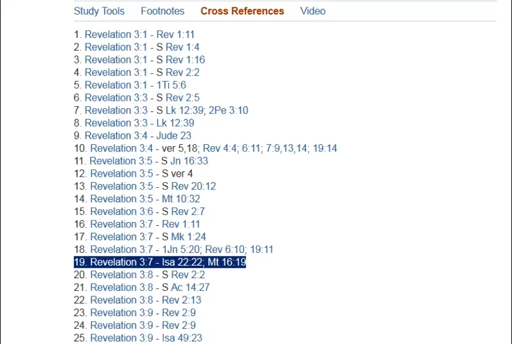 Study Tools Footnotes Cross References Video
1. Revelation 3:1 - Rev 1:11
2. Revelation 3:1 - S Rev 1:4
3. Revelation 3:1 - S Rev 1:16
4. Revelation 3:1 - S Rev 2:2
5. Revelation 3:1 - 1Ti 5:6
6. Revelation 3:3 - S Rev 2:5
7. Revelation 3:3 - S Lk 12:39; 2Pe 3:10
8. Revelation 3:3 - Lk 12:39
9. Revelation 3:4 - Jude 23
10. Revelation 3:4 - ver 5,18; Rev 4:4; 6:11; 7:9,13,14; 19:14
11. Revelation 3:5 - S Jn 16:33
12. Revelation 3:5 - S ver 4
13. Revelation 3:5 - S Rev 20:12
14. Revelation 3:5 - Mt 10:32
15. Revelation 3:6 - S Rev 2:7
16. Revelation 3:7 - Rev 1:11
17. Revelation 3:7 - S Mk 1:24
18. Revelation 3:7 - 1Jn 5:20; Rev 6:10; 19:11
19. Revelation 3:7 - Isa 22:22; Mt 16:19
20. Revelation 3:8 - S Rev 2:2
21. Revelation 3:8 - S Ac 14:27
22. Revelation 3:8 - Rev 2:13
23. Revelation 3:9 - Rev 2:9
24. Revelation 3:9 - Rev 2:9
25. Revelation 3:9 - Isa 49:23